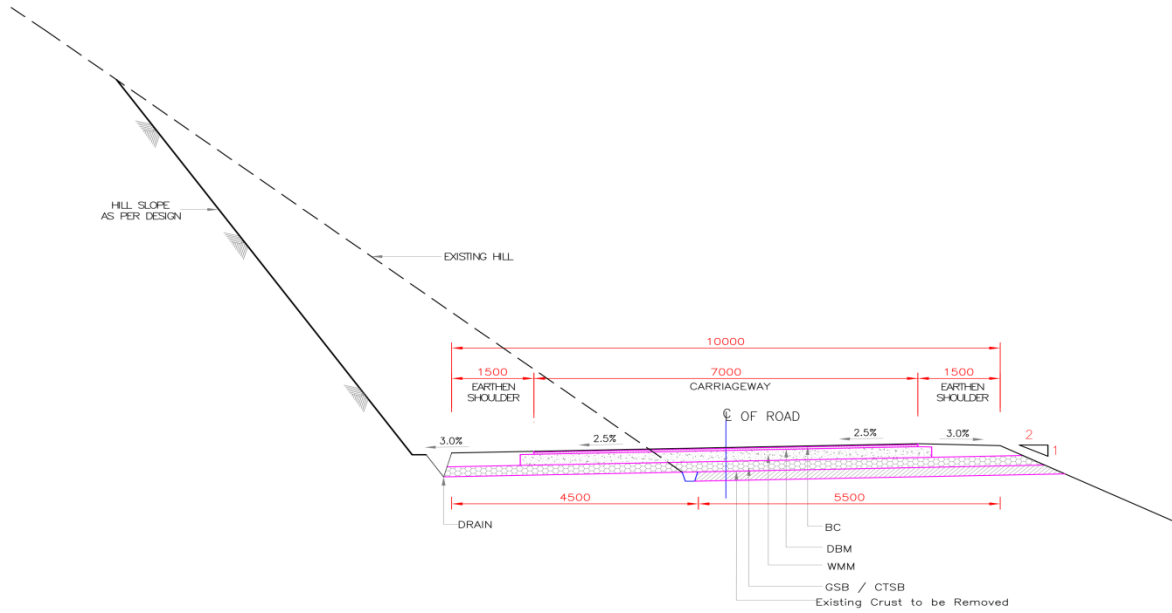 HILL SLOPE
AS PER DESIGN
EXISTING HILL
10000
1500
7000
1500
EARTHEN
SHOULDER
CARRIAGEWAY
EARTHEN
SHOULDER
℄ OF ROAD
3.0%
2.5%
2.5%
3.0%
2
1
4500
5500
DRAIN
BC
DBM
WMM
GSB / CTSB
Existing Crust to be Removed